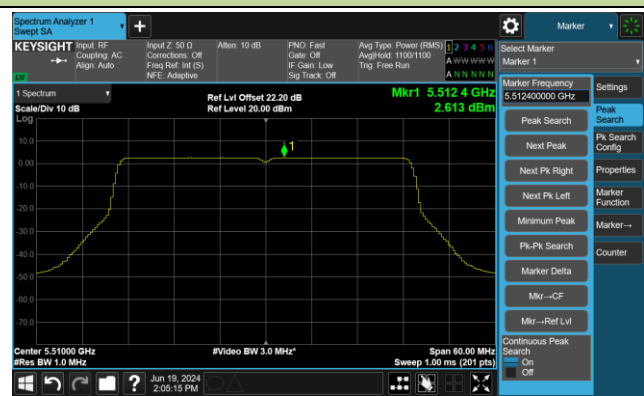 Spectrum Analyzer 1
Swept SA
Marker
KEYSIGHT
Input: RF
Coupling: AC
Align: Auto
Input Z: 50 Ω
Corrections: Off
Freq Ref: Int (S)
NFE: Adaptive
Atten: 10 dB
PNO: Fast
Gate: Off
IF Gain: Low
Sig Track: Off
Avg Type: Power (RMS)
Avg|Hold: 1100/1100
Trig: Free Run
1 2 3 4 5 6
A W W W W W
A N N N N N
LXI
Select Marker
Marker 1
1 Spectrum
Scale/Div 10 dB
Ref Lvl Offset 22.20 dB
Ref Level 20.00 dBm
Mkr1 5.512 4 GHz
2.613 dBm
Log
10.0
0.00
-10.0
-20.0
-30.0
-40.0
-50.0
-60.0
-70.0
1
Center 5.51000 GHz
#Res BW 1.0 MHz
#Video BW 3.0 MHz*
Span 60.00 MHz
Sweep 1.00 ms (201 pts)
Marker Frequency
5.512400000 GHz
Peak Search
Next Peak
Next Pk Right
Next Pk Left
Minimum Peak
Pk-Pk Search
Marker Delta
Mkr→CF
Mkr→Ref Lvl
Continuous Peak
Search
On
Off
Settings
Peak
Search
Pk Search
Config
Properties
Marker
Function
Marker→
Counter
Jun 19, 2024
2:05:15 PM